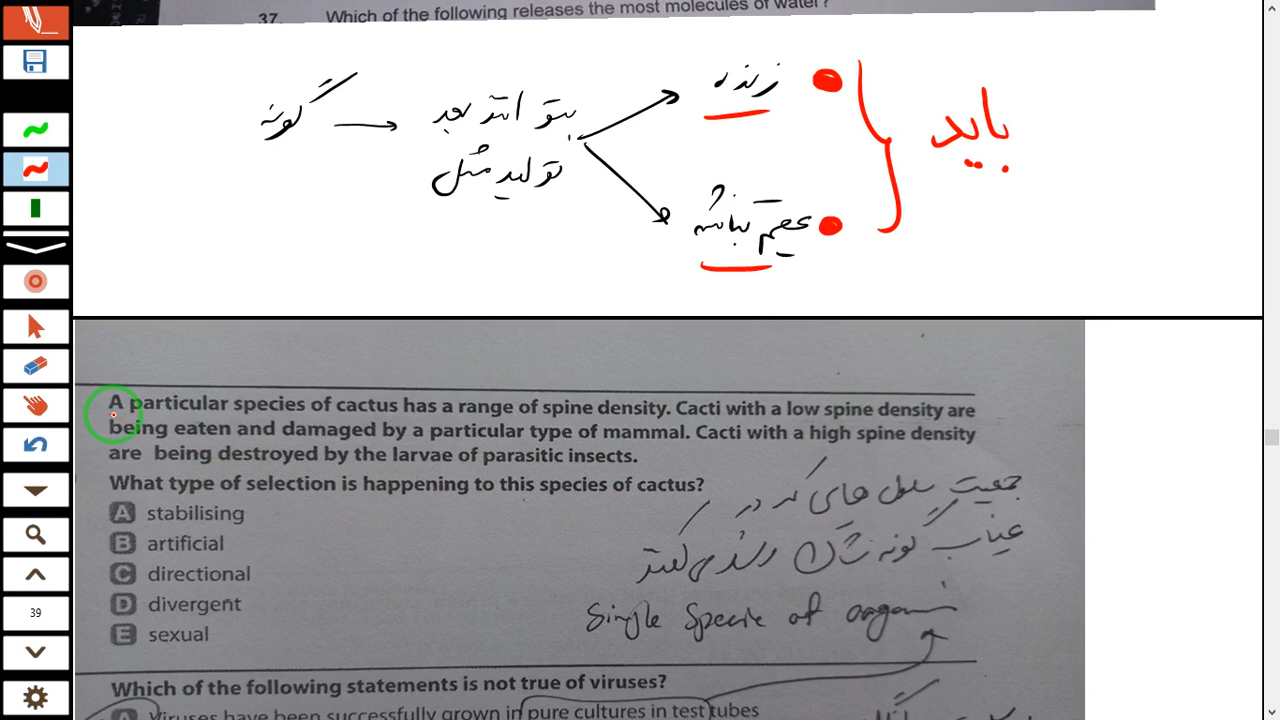 37. Which of the following releases the most molecules of water?
گونه → بتواند بعد زنده
تولید مثل عقیم نباشد
باید
A particular species of cactus has a range of spine density. Cacti with a low spine density are
being eaten and damaged by a particular type of mammal. Cacti with a high spine density
are being destroyed by the larvae of parasitic insects.
What type of selection is happening to this species of cactus?
A stabilising
B artificial
C directional
D divergent
E sexual
جمعیت سلول های که در
غیاب گونه رشد می کنند
Single Specie of
Which of the following statements is not true of viruses?
A Viruses have been successfully grown in pure cultures in test tubes
39